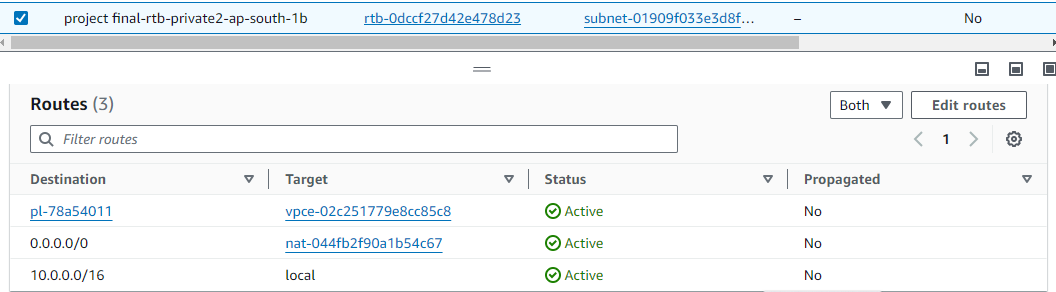 project final-rtb-private2-ap-south-1b rtb-0dccf27d42e478d23 subnet-01909f033e3d8f… – No
Routes (3) Both Edit routes
Filter routes 1
Destination Target Status Propagated
pl-78a54011 vpce-02c251779e8cc85c8 Active No
0.0.0.0/0 nat-044fb2f90a1b54c67 Active No
10.0.0.0/16 local Active No